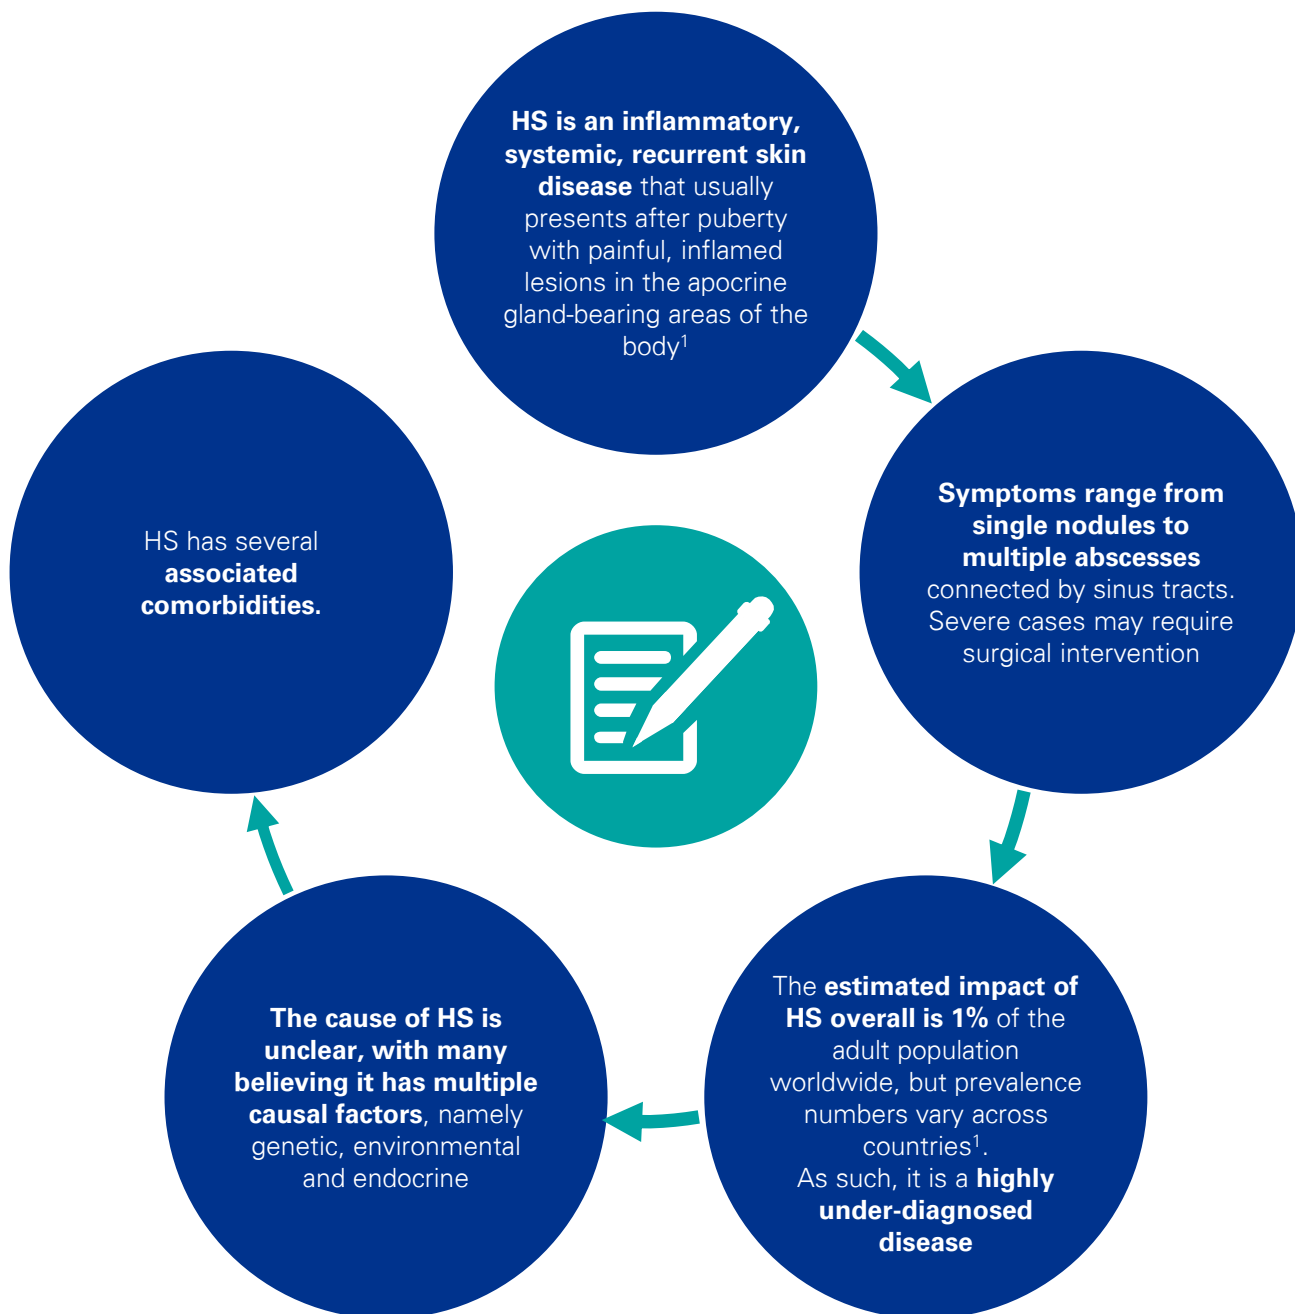 HS is an inflammatory,
systemic, recurrent skin
disease that usually
presents after puberty
with painful, inflamed
lesions in the apocrine
gland-bearing areas of the
body¹
Symptoms range from
single nodules to
multiple abscesses
connected by sinus tracts.
Severe cases may require
surgical intervention
The estimated impact of
HS overall is 1% of the
adult population
worldwide, but prevalence
numbers vary across
countries¹.
As such, it is a highly
under-diagnosed
disease
The cause of HS is
unclear, with many
believing it has multiple
causal factors, namely
genetic, environmental
and endocrine
HS has several
associated
comorbidities.